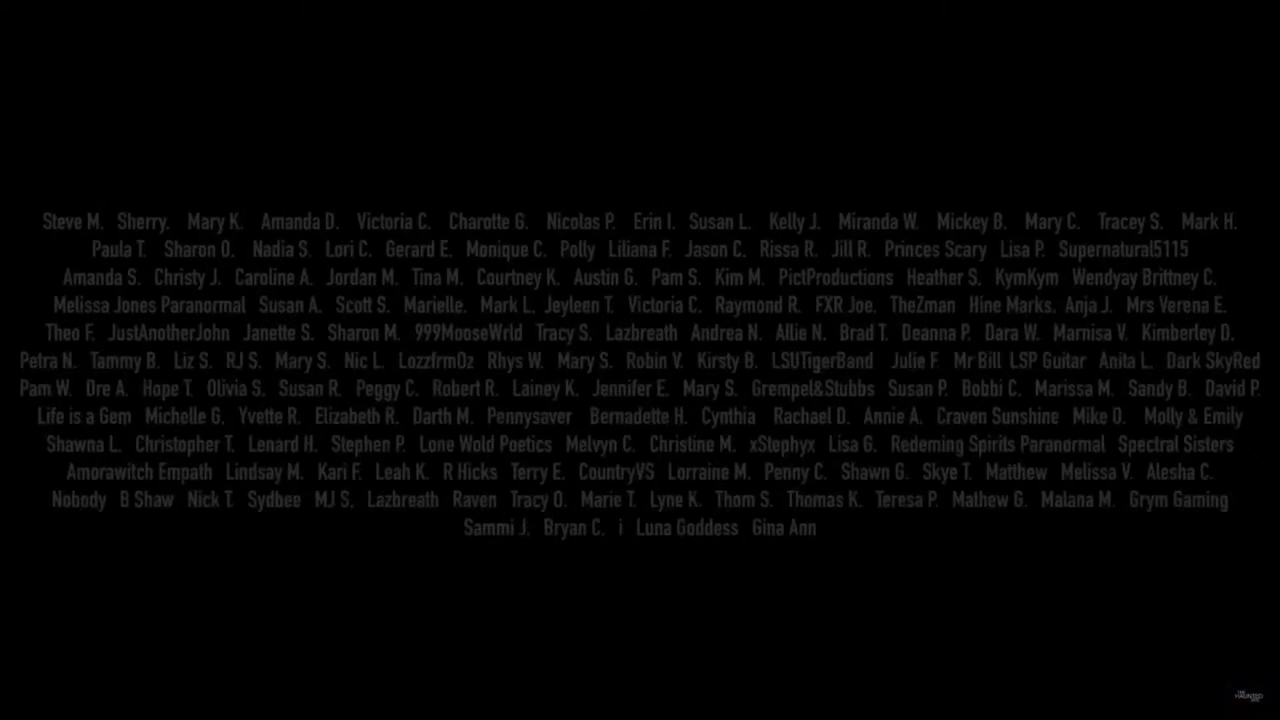 Steve M. Sherry. Mary K. Amanda D. Victoria C. Charotte G. Nicolas P. Erin I. Susan L. Kelly J. Miranda W. Mickey B. Mary C. Tracey S. Mark H.
Paula T. Sharon O. Nadia S. Lori C. Gerard E. Monique C. Polly Liliana F. Jason C. Rissa R. Jill R. Princes Scary Lisa P. Supernatural5115
Amanda S. Christy J. Caroline A. Jordan M. Tina M. Courtney K. Austin G. Pam S. Kim M. PictProductions Heather S. KymKym Wendyay Brittney C.
Melissa Jones Paranormal Susan A. Scott S. Marielle. Mark L. Jeyleen T. Victoria C. Raymond R. FXR Joe. TheZman Hine Marks. Anja J. Mrs Verena E.
Theo F. JustAnotherJohn Janette S. Sharon M. 999MooseWrld Tracy S. Lazbreath Andrea N. Allie N. Brad T. Deanna P. Dara W. Marnisa V. Kimberley D.
Petra N. Tammy B. Liz S. RJ S. Mary S. Nic L. LozzfrmOz Rhys W. Mary S. Robin V. Kirsty B. LSUTigerBand Julie F Mr Bill LSP Guitar Anita L. Dark SkyRed
Pam W. Dre A. Hope T. Olivia S. Susan R. Peggy C. Robert R. Lainey K. Jennifer E. Mary S. Grempel&Stubbs Susan P. Bobbi C. Marissa M. Sandy B. David P.
Life is a Gem Michelle G. Yvette R. Elizabeth R. Darth M. Pennysaver Bernadette H. Cynthia Rachael D. Annie A. Craven Sunshine Mike O. Molly & Emily
Shawna L. Christopher T. Lenard H. Stephen P. Lone Wold Poetics Melvyn C. Christine M. xStephyx Lisa G. Redeming Spirits Paranormal Spectral Sisters
Amorawitch Empath Lindsay M. Kari F. Leah K. R Hicks Terry E. CountryVS Lorraine M. Penny C. Shawn G. Skye T. Matthew Melissa V. Alesha C.
Nobody B Shaw Nick T. Sydbee MJ S. Lazbreath Raven Tracy O. Marie T. Lyne K. Thom S. Thomas K. Teresa P. Mathew G. Malana M. Grym Gaming
Sammi J. Bryan C. i Luna Goddess Gina Ann
THE
HAUNTED